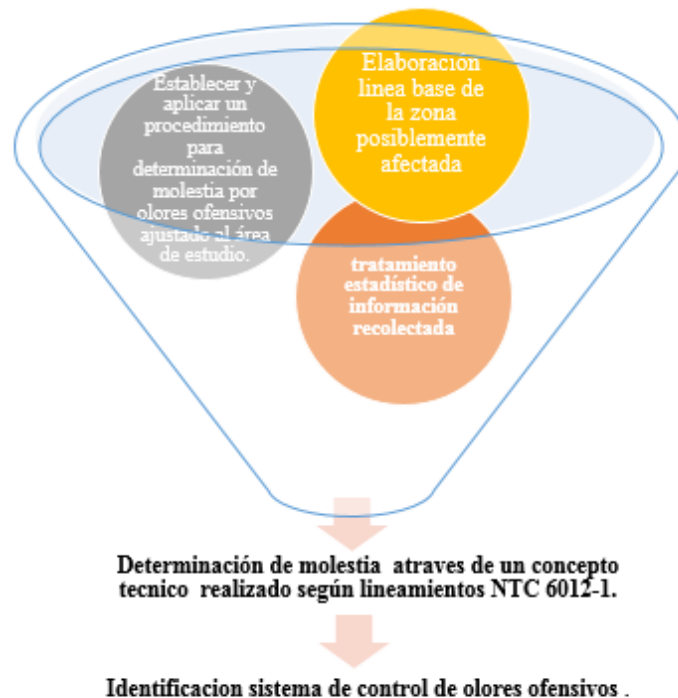 Establecer y
aplicar un
procedimiento
para
determinación de
molestia por
olores ofensivos
ajustado al área
de estudio.
Elaboración
linea base de
la zona
posiblemente
afectada
tratamiento
estadístico de
información
recolectada
Determinación de molestia atraves de un concepto
tecnico realizado según lineamientos NTC 6012-1.
Identificacion sistema de control de olores ofensivos .